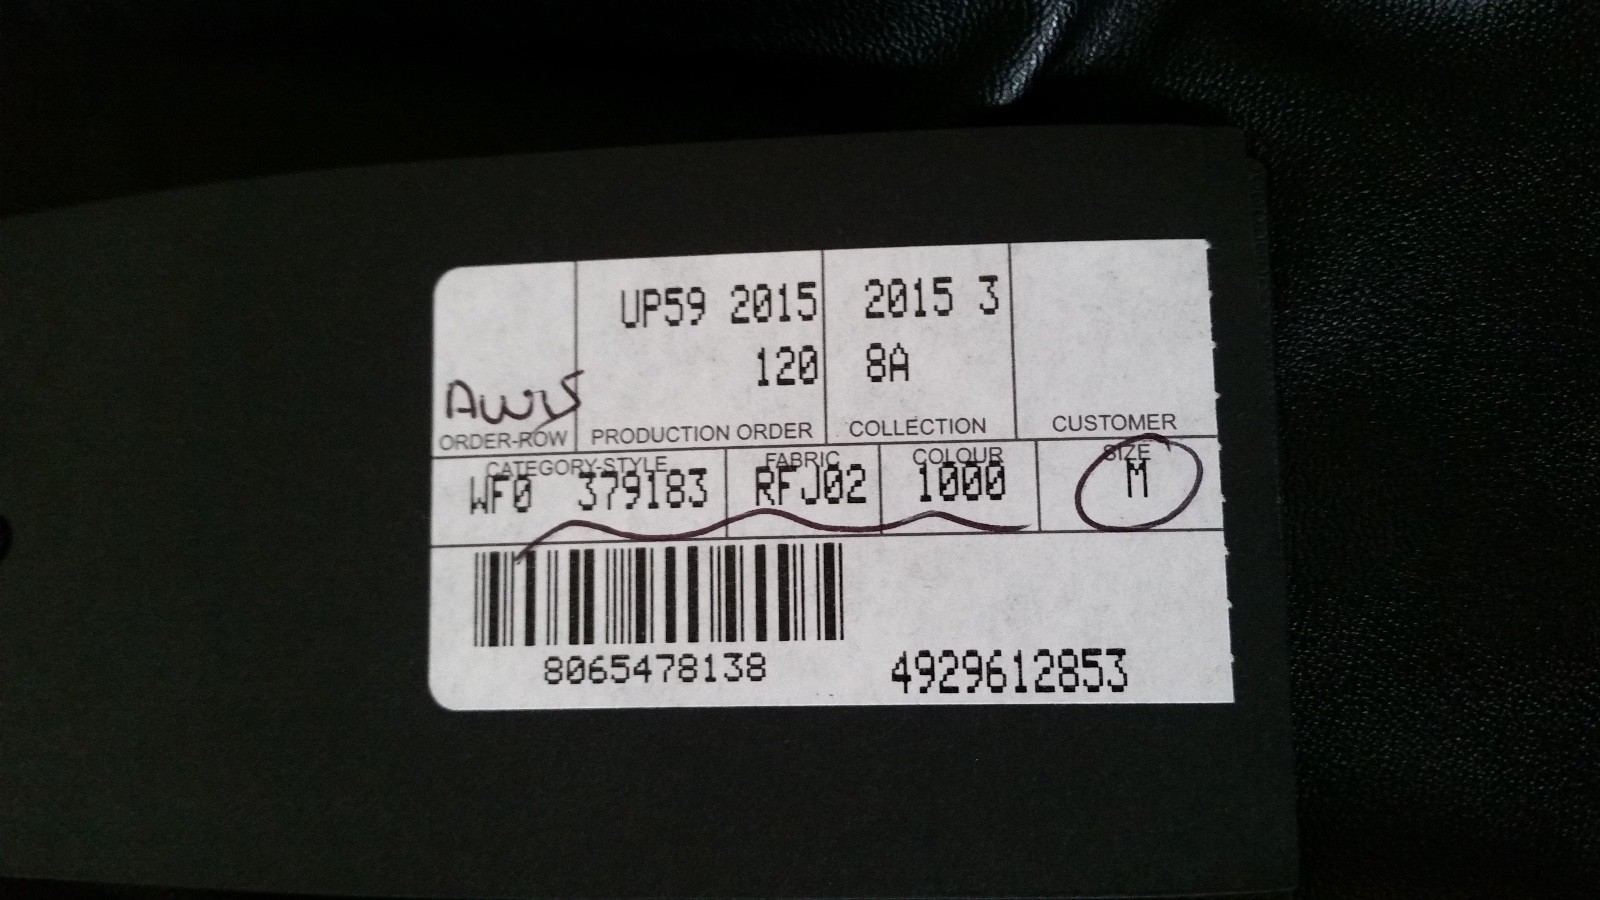 UP59 2015 2015 3
120 8A
ORDER-ROW PRODUCTION ORDER COLLECTION CUSTOMER
CATEGORY-STYLE FABRIC COLOUR SIZE
WF0 379183 RFJ02 1000 M
8065478138 4929612853